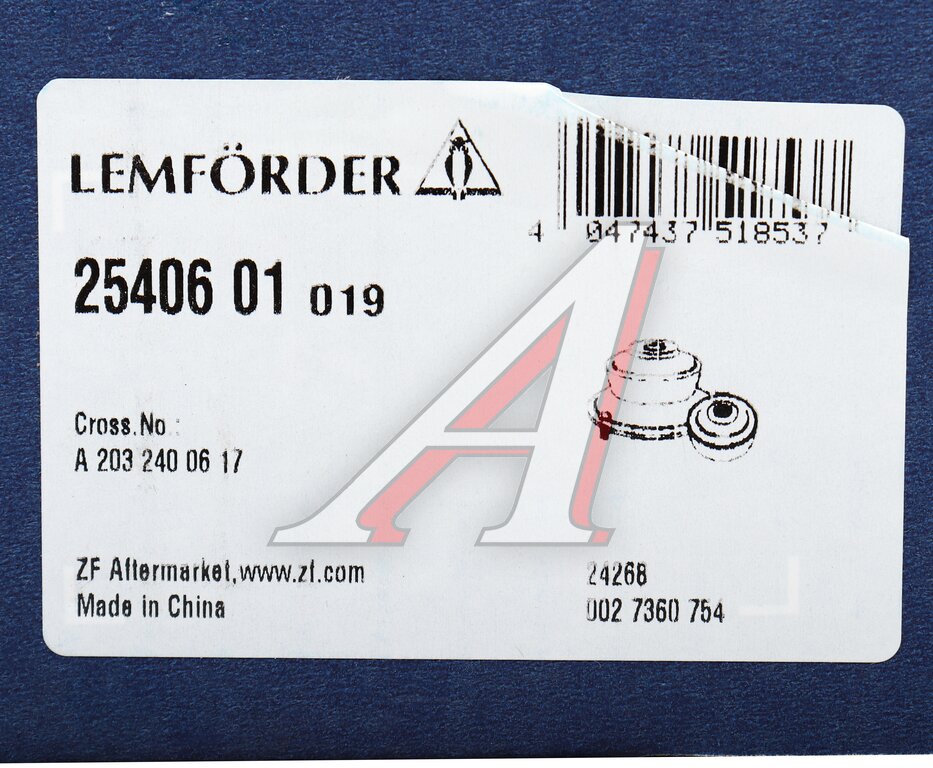 LEMFÖRDER
4 047437 518537
25406 01 019
Cross.No.:
A 203 240 06 17
ZF Aftermarket,www.zf.com
Made in China
24268
002 7360 754